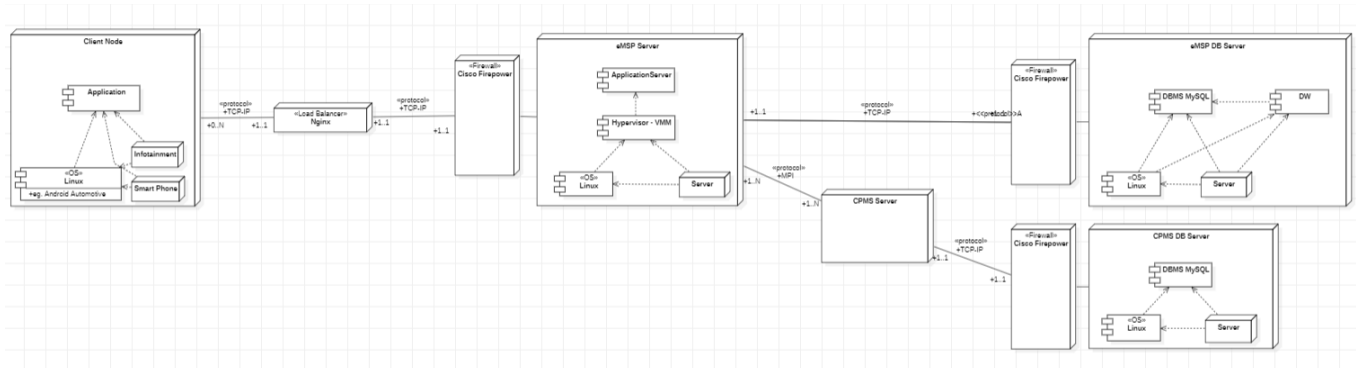 Client Node
Application
Infotainment
«OS»
Linux
+eg. Android Automotive
Smart Phone
«protocol»
+TCP-IP
+0..N
+1..1
«Load Balancer»
Nginx
«protocol»
+TCP-IP
+1..1
+1..1
«Firewall»
Cisco Firepower
eMSP Server
ApplicationServer
Hypervisor - VMM
«OS»
Linux
Server
+1..1
«protocol»
+TCP-IP
«Firewall»
Cisco Firepower
eMSP DB Server
DBMS MySQL
DW
«OS»
Linux
Server
«protocol»
+MPI
+1..N
+1..N
CPMS Server
«protocol»
+TCP-IP
+1..1
+1..1
«Firewall»
Cisco Firepower
CPMS DB Server
DBMS MySQL
«OS»
Linux
Server